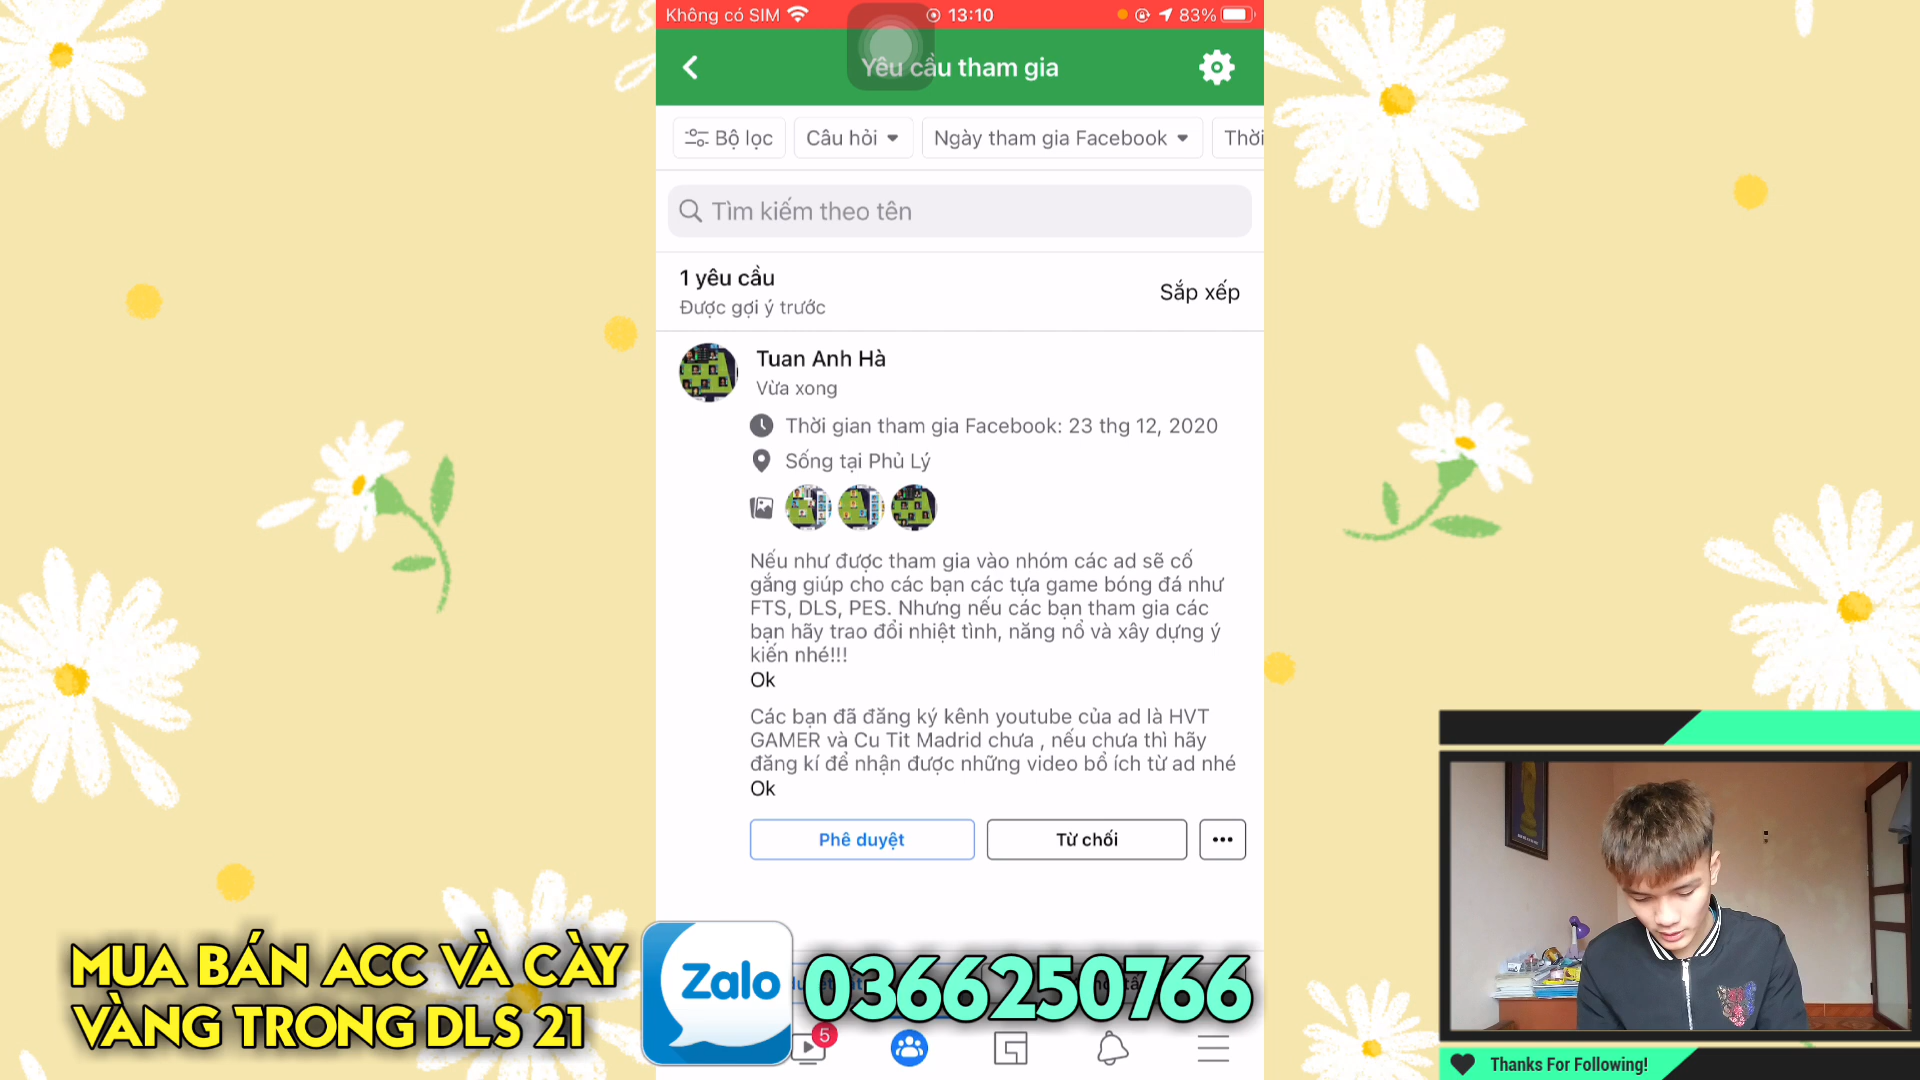 Không có SIM 13:10 83%
Yêu cầu tham gia
Bộ lọc Câu hỏi Ngày tham gia Facebook Thời
Tìm kiếm theo tên
1 yêu cầu
Được gợi ý trước
Sắp xếp
Tuan Anh Hà
Vừa xong
Thời gian tham gia Facebook: 23 thg 12, 2020
Sống tại Phủ Lý
Nếu như được tham gia vào nhóm các ad sẽ cố
gắng giúp cho các bạn các tựa game bóng đá như
FTS, DLS, PES. Nhưng nếu các bạn tham gia các
bạn hãy trao đổi nhiệt tình, năng nổ và xây dựng ý
kiến nhé!!!
Ok
Các bạn đã đăng ký kênh youtube của ad là HVT
GAMER và Cu Tit Madrid chưa , nếu chưa thì hãy
đăng kí để nhận được những video bổ ích từ ad nhé
Ok
Phê duyệt Từ chối
MUA BÁN ACC VÀ CÀY
VÀNG TRONG DLS 21
Zalo
0366250766
5
Thanks For Following!